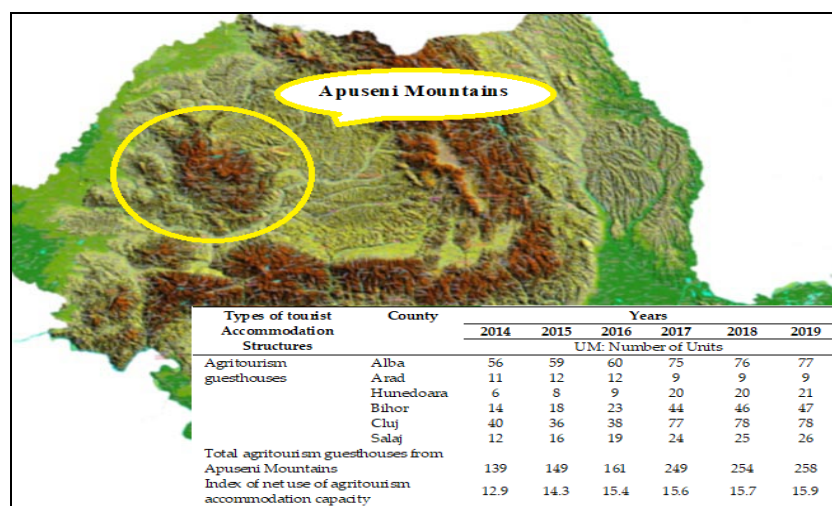 Apuseni Mountains
Types of tourist Accommodation Structures County Years
2014 2015 2016 2017 2018 2019
UM: Number of Units
Agritourism guesthouses Alba 56 59 60 75 76 77
Arad 11 12 12 9 9 9
Hunedoara 6 8 9 20 20 21
Bihor 14 18 23 44 46 47
Cluj 40 36 38 77 78 78
Salaj 12 16 19 24 25 26
Total agritourism guesthouses from
Apuseni Mountains 139 149 161 249 254 258
Index of net use of agritourism
accommodation capacity 12.9 14.3 15.4 15.6 15.7 15.9